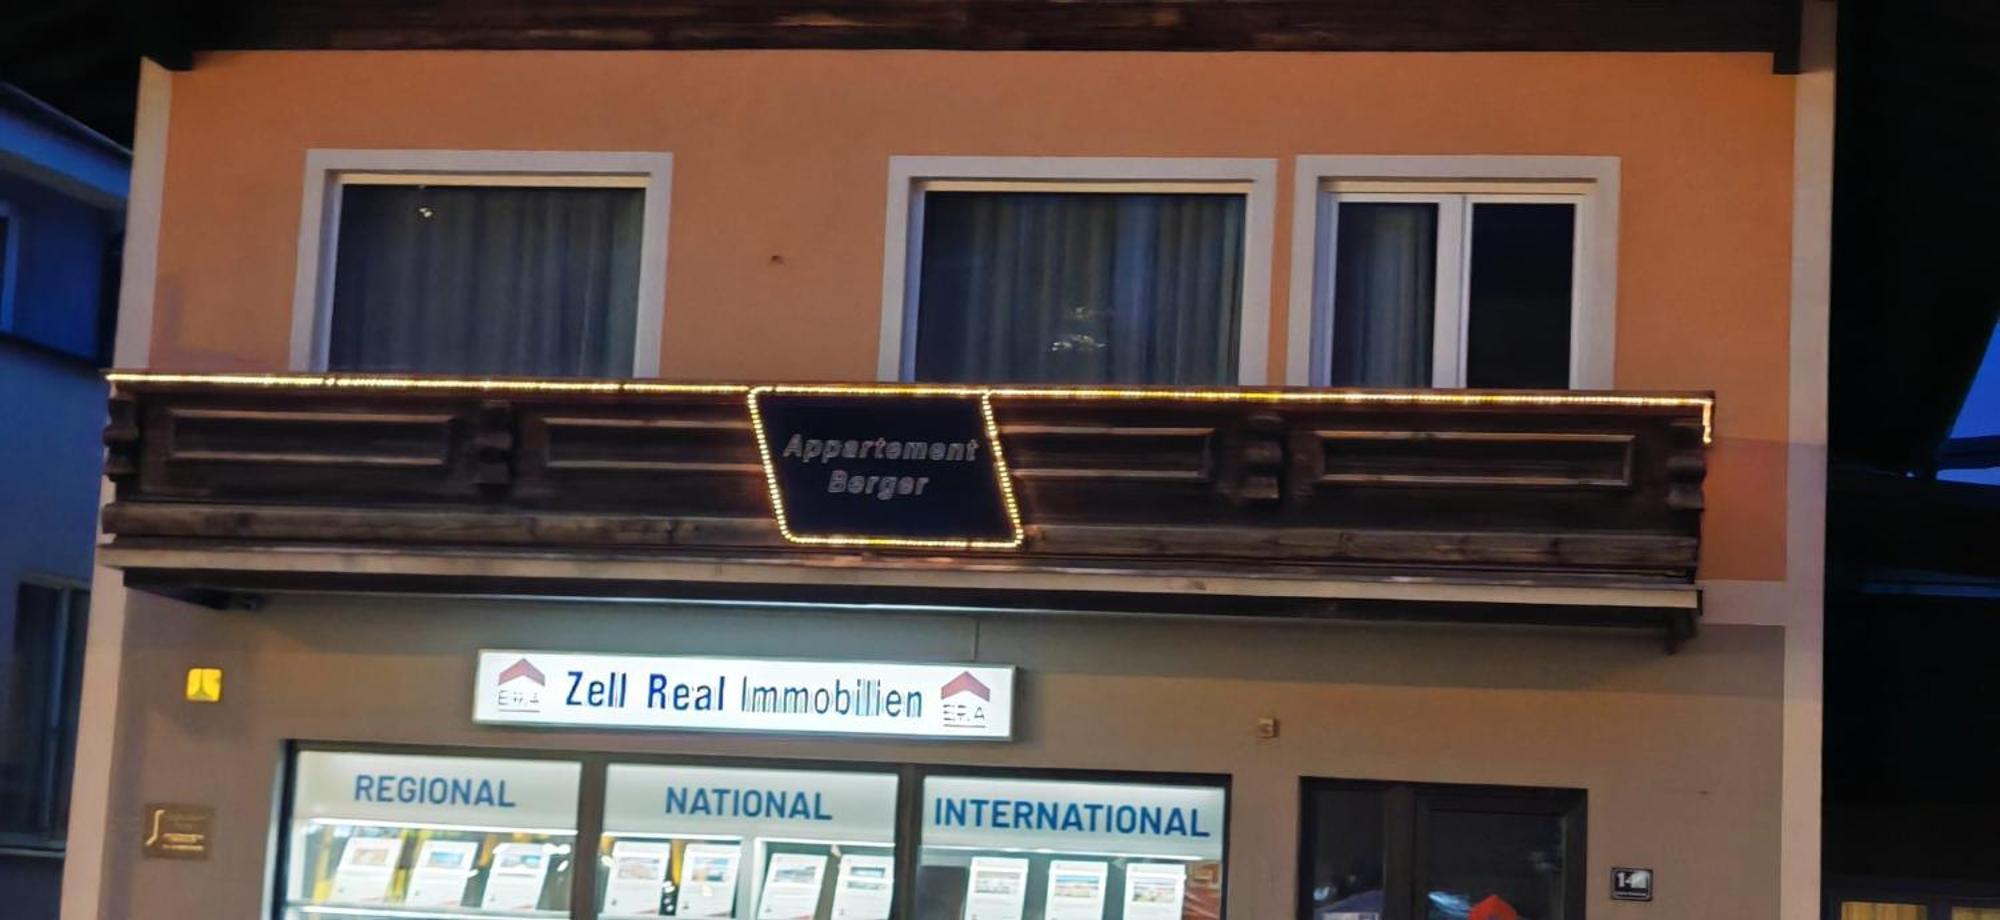 Appartement
Berger
ERA Zell Real Immobilien ERA
REGIONAL NATIONAL INTERNATIONAL